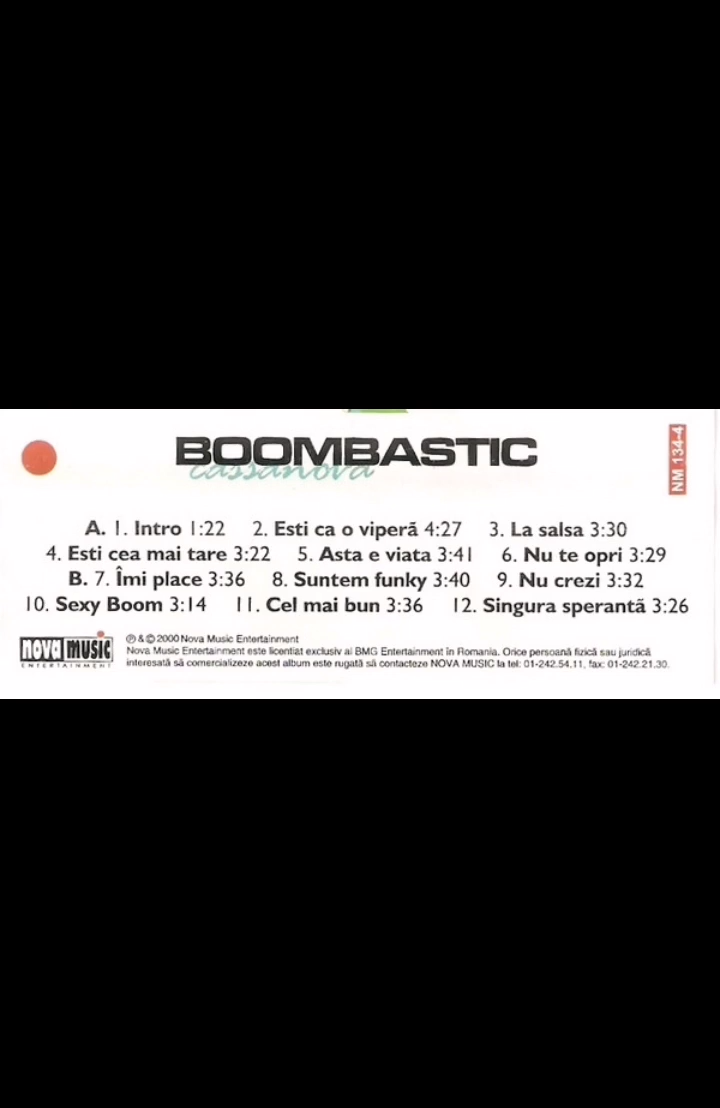 BOOMBASTIC
cassanova
NM 134-4
A. 1. Intro 1:22 2. Esti ca o viperă 4:27 3. La salsa 3:30
4. Esti cea mai tare 3:22 5. Asta e viata 3:41 6. Nu te opri 3:29
B. 7. Îmi place 3:36 8. Suntem funky 3:40 9. Nu crezi 3:32
10. Sexy Boom 3:14 11. Cel mai bun 3:36 12. Singura sperantă 3:26
nova music
ENTERTAINMENT
℗ & © 2000 Nova Music Entertainment
Nova Music Entertainment este licentiat exclusiv al BMG Entertainment în Romania. Orice persoană fizică sau juridică
interesată să comercializeze acest album este rugată să contacteze NOVA MUSIC la tel: 01-242.54.11, fax: 01-242.21.30.